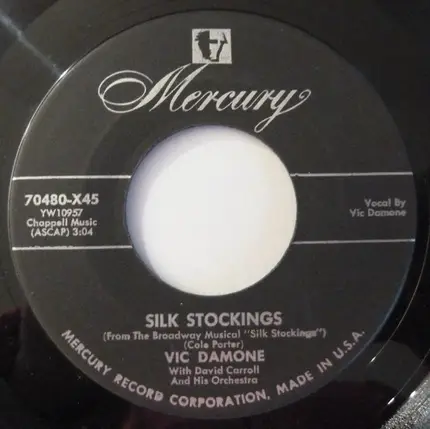 Mercury
70480-X45
YW10957
Chappell Music
(ASCAP) 3:04
Vocal By
Vic Damone
SILK STOCKINGS
(From The Broadway Musical "Silk Stockings")
(Cole Porter)
VIC DAMONE
With David Carroll
And His Orchestra
MERCURY RECORD CORPORATION, MADE IN U.S.A.